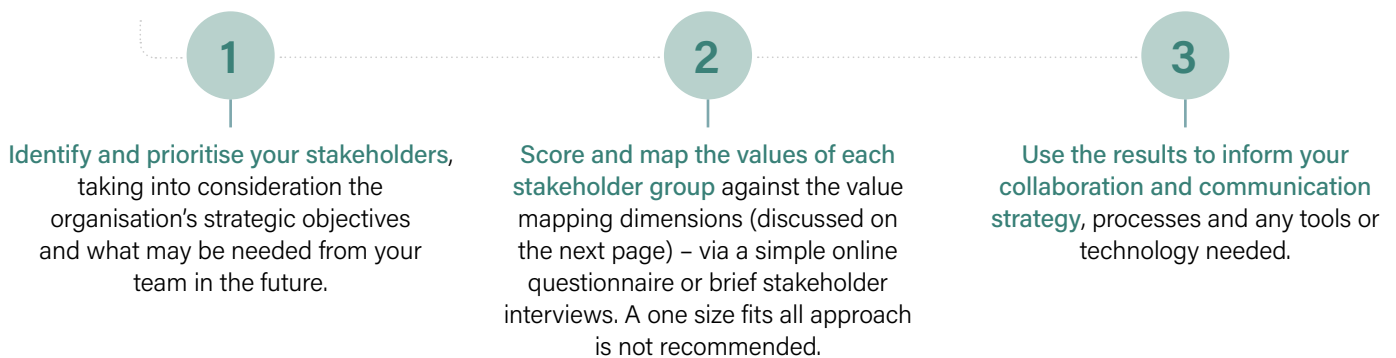 1
Identify and prioritise your stakeholders,
taking into consideration the
organisation's strategic objectives
and what may be needed from your
team in the future.
2
Score and map the values of each
stakeholder group against the value
mapping dimensions (discussed on
the next page) – via a simple online
questionnaire or brief stakeholder
interviews. A one size fits all approach
is not recommended.
3
Use the results to inform your
collaboration and communication
strategy, processes and any tools or
technology needed.